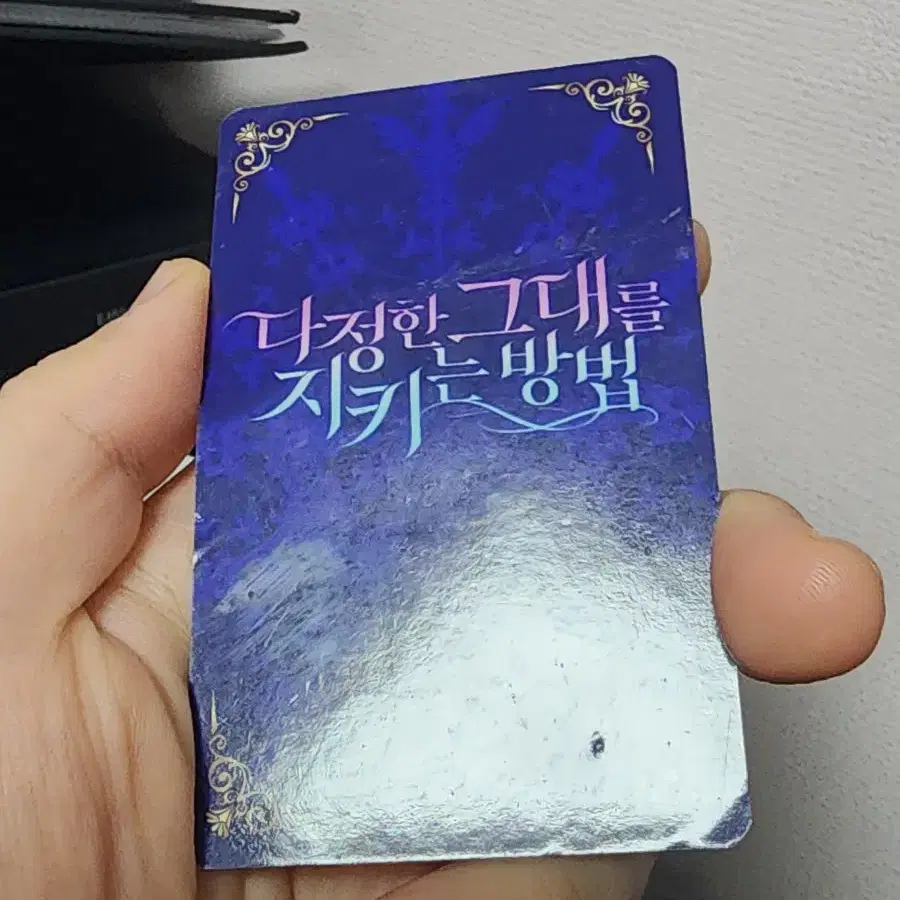 다정한 그대를
지키는 방법